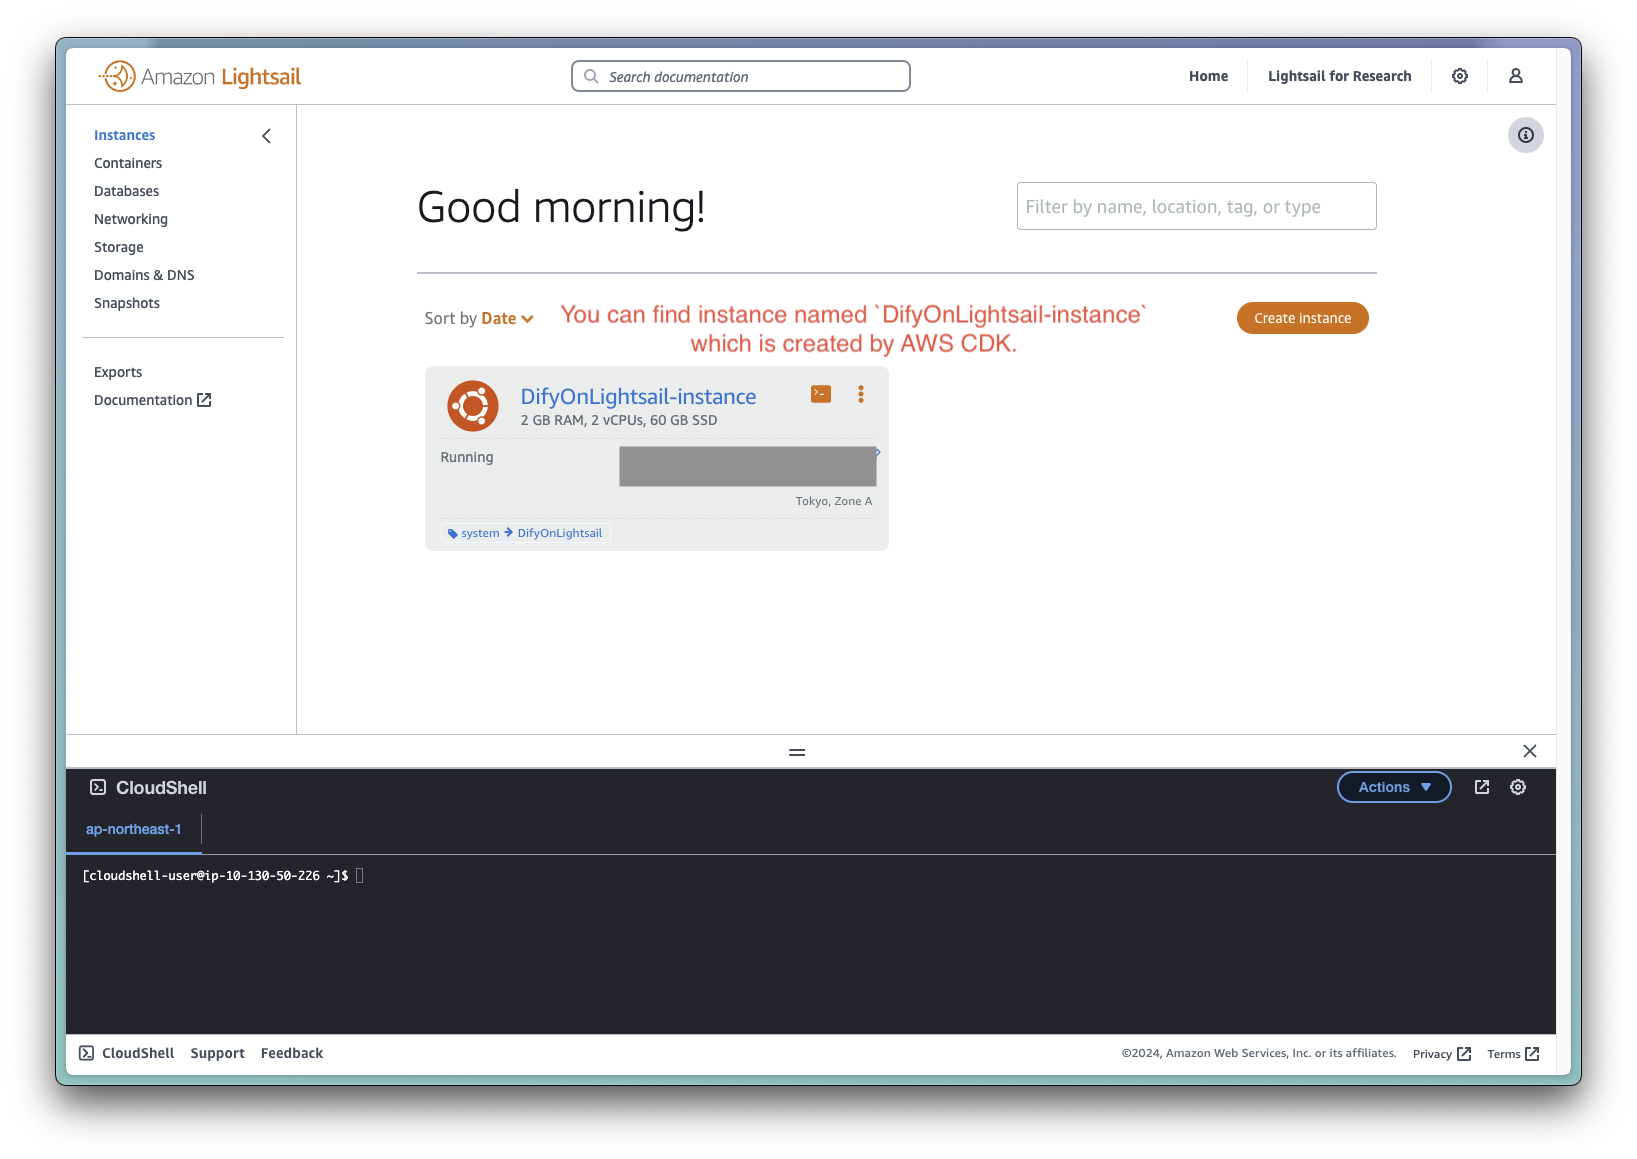 Amazon Lightsail
Search documentation
Home
Lightsail for Research
Instances
Containers
Databases
Networking
Storage
Domains & DNS
Snapshots
Exports
Documentation
Good morning!
Filter by name, location, tag, or type
Sort by Date
You can find instance named `DifyOnLightsail-instance`
which is created by AWS CDK.
Create instance
DifyOnLightsail-instance
2 GB RAM, 2 vCPUs, 60 GB SSD
Running
Tokyo, Zone A
system → DifyOnLightsail
CloudShell
Actions ▼
ap-northeast-1
[cloudshell-user@ip-10-130-50-226 ~]$
CloudShell
Support
Feedback
©2024, Amazon Web Services, Inc. or its affiliates.
Privacy
Terms